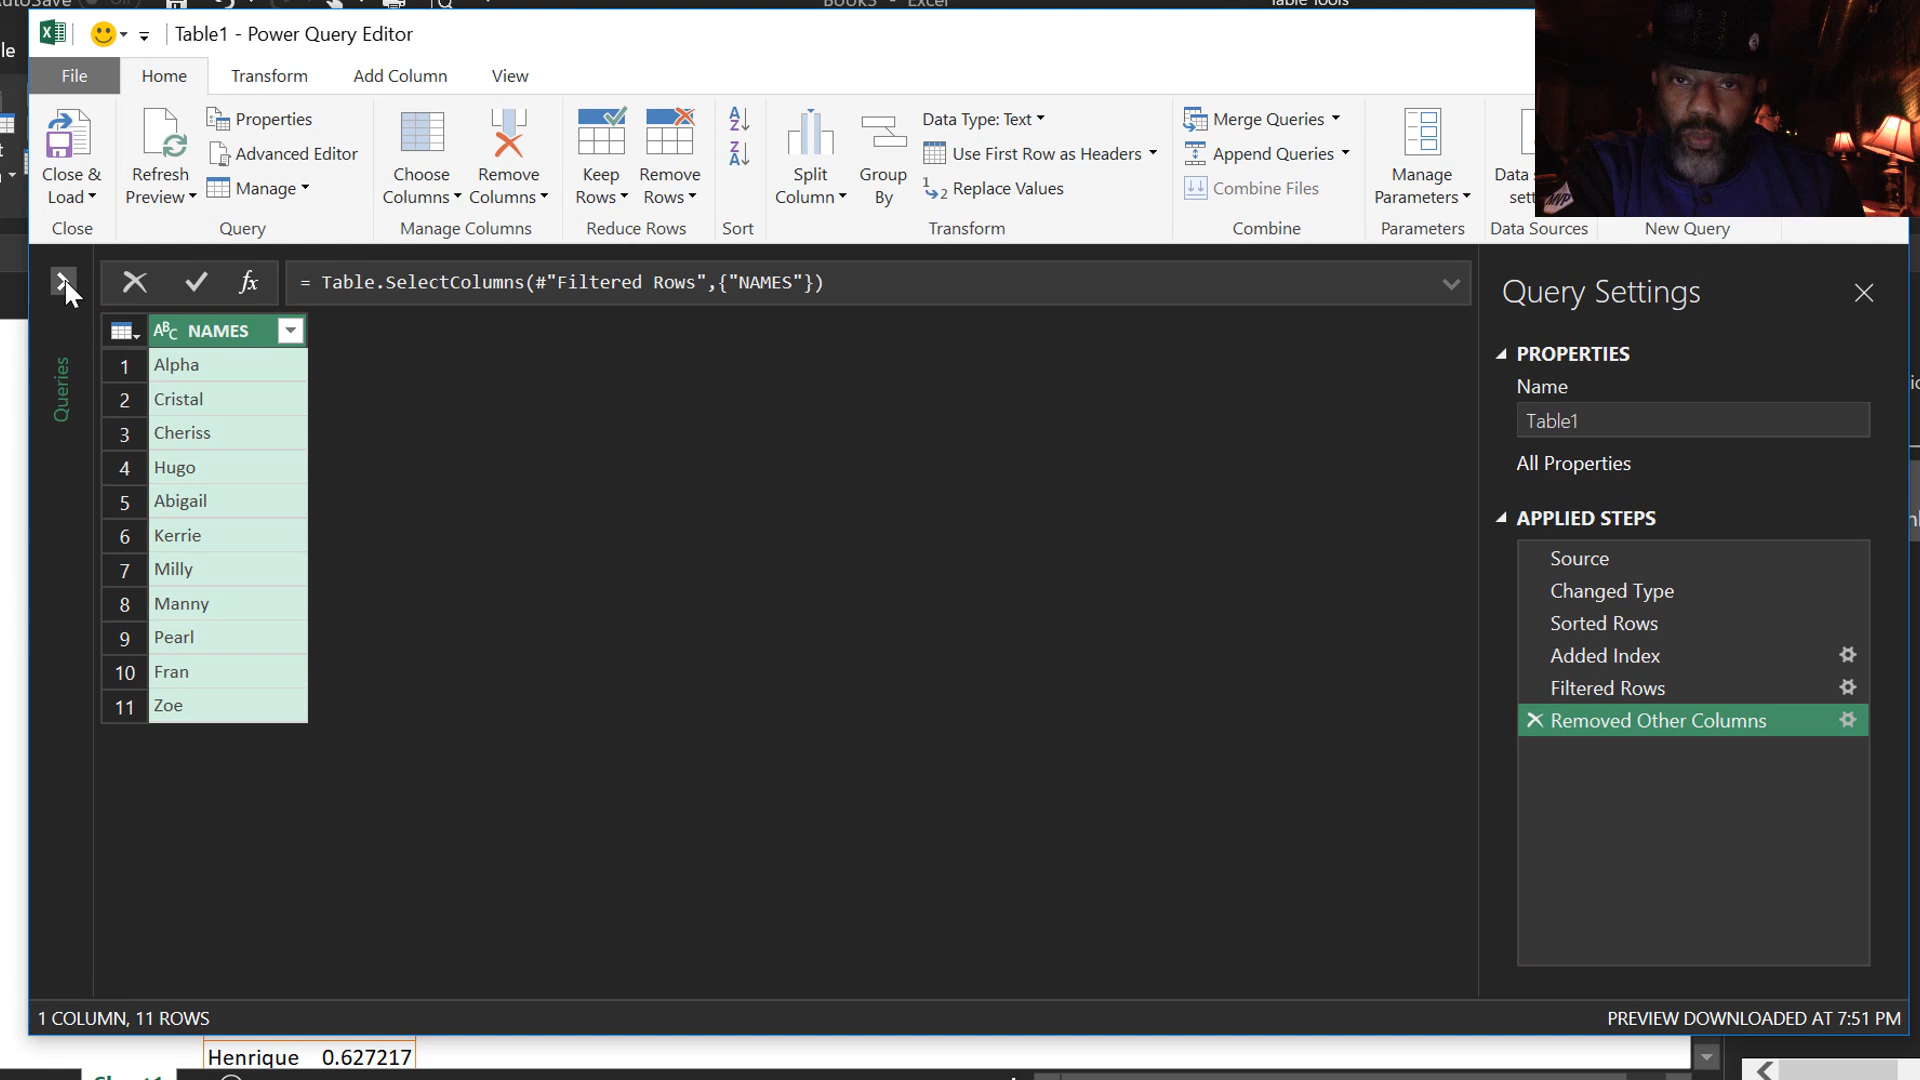 Book3 - Excel
Table Tools
Table1 - Power Query Editor
File
Home
Transform
Add Column
View
Close & Load
Refresh Preview
Properties
Advanced Editor
Manage
Choose Columns
Remove Columns
Keep Rows
Remove Rows
Split Column
Group By
Data Type: Text
Use First Row as Headers
Replace Values
Merge Queries
Append Queries
Combine Files
Manage Parameters
Data
Close
Query
Manage Columns
Reduce Rows
Sort
Transform
Combine
Parameters
Data Sources
New Query
MVP
= Table.SelectColumns(#"Filtered Rows",{"NAMES"})
Queries
NAMES
1 Alpha
2 Cristal
3 Cheriss
4 Hugo
5 Abigail
6 Kerrie
7 Milly
8 Manny
9 Pearl
10 Fran
11 Zoe
Query Settings
PROPERTIES
Name
Table1
All Properties
APPLIED STEPS
Source
Changed Type
Sorted Rows
Added Index
Filtered Rows
Removed Other Columns
1 COLUMN, 11 ROWS
PREVIEW DOWNLOADED AT 7:51 PM
Henrique 0.627217